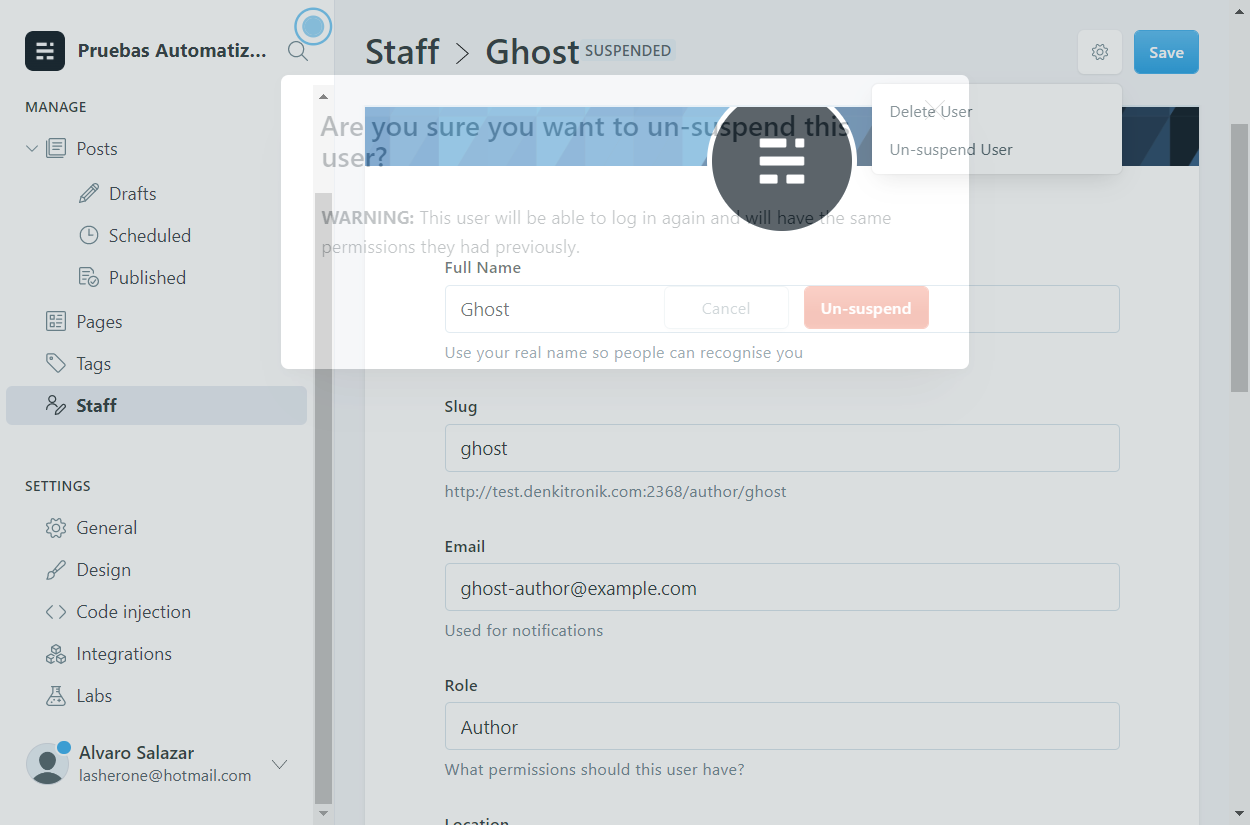 Pruebas Automatiz...
MANAGE
Posts
Drafts
Scheduled
Published
Pages
Tags
Staff
SETTINGS
General
Design
Code injection
Integrations
Labs
Alvaro Salazar
lasherone@hotmail.com
Staff > Ghost SUSPENDED
Save
Delete User
Un-suspend User
Are you sure you want to un-suspend this
user?
WARNING: This user will be able to log in again and will have the same
permissions they had previously.
Cancel
Un-suspend
Full Name
Ghost
Use your real name so people can recognise you
Slug
ghost
http://test.denkitronik.com:2368/author/ghost
Email
ghost-author@example.com
Used for notifications
Role
Author
What permissions should this user have?
Location